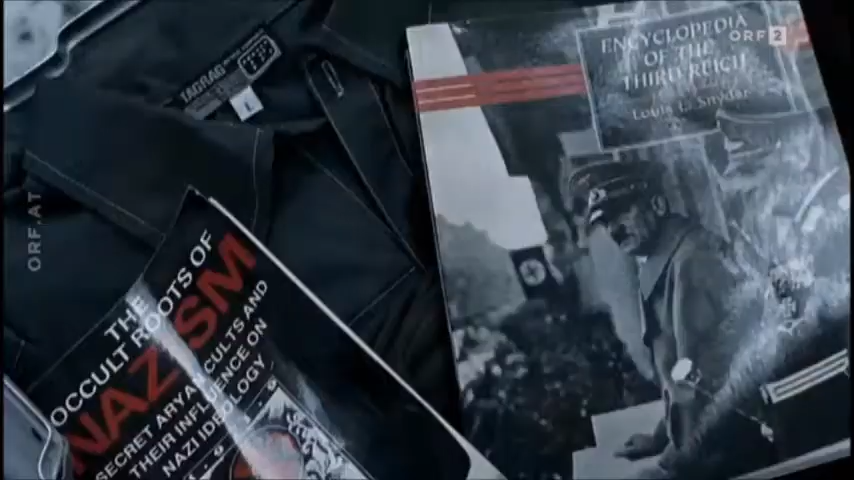 ORF 2
ORF.AT
TAGRAG
L
ENCYCLOPEDIA
OF THE
THIRD REICH
Louis L. Snyder
THE
OCCULT ROOTS OF
NAZISM
SECRET ARYAN CULTS AND
THEIR INFLUENCE ON
NAZI IDEOLOGY